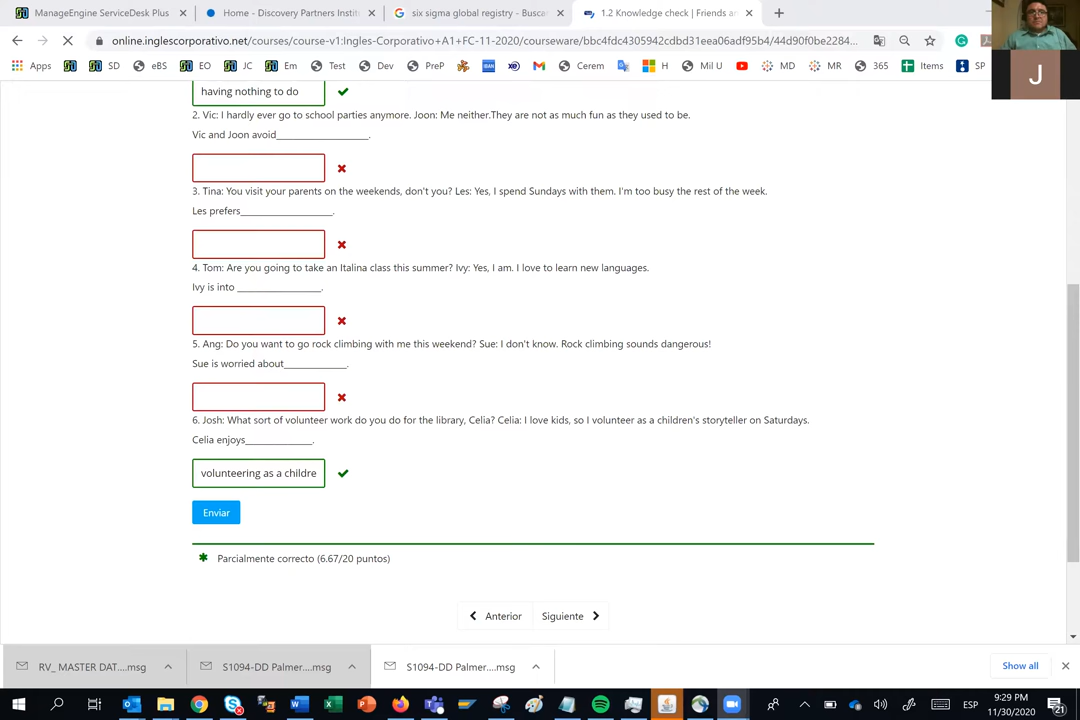 ManageEngine ServiceDesk Plus
Home - Discovery Partners Instit
six sigma global registry - Busca
1.2 Knowledge check | Friends a
online.inglescorporativo.net/courses/course-v1:Ingles-Corporativo+A1+FC-11-2020/courseware/bbc4fdc4305942cdbd31eea06adf95b4/44d90f0be2284...
Apps SD eBS EO JC Em Test Dev PreP Cerem H Mil U MD MR 365 Items SP
J
having nothing to do
2. Vic: I hardly ever go to school parties anymore. Joon: Me neither.They are not as much fun as they used to be.
Vic and Joon avoid____________________.
3. Tina: You visit your parents on the weekends, don't you? Les: Yes, I spend Sundays with them. I'm too busy the rest of the week.
Les prefers____________________.
4. Tom: Are you going to take an Italina class this summer? Ivy: Yes, I am. I love to learn new languages.
Ivy is into __________________.
5. Ang: Do you want to go rock climbing with me this weekend? Sue: I don't know. Rock climbing sounds dangerous!
Sue is worried about______________.
6. Josh: What sort of volunteer work do you do for the library, Celia? Celia: I love kids, so I volunteer as a children's storyteller on Saturdays.
Celia enjoys_______________.
volunteering as a childre
Enviar
Parcialmente correcto (6.67/20 puntos)
Anterior
Siguiente
RV_ MASTER DAT....msg
S1094-DD Palmer....msg
S1094-DD Palmer....msg
Show all
ESP
9:29 PM
11/30/2020
21